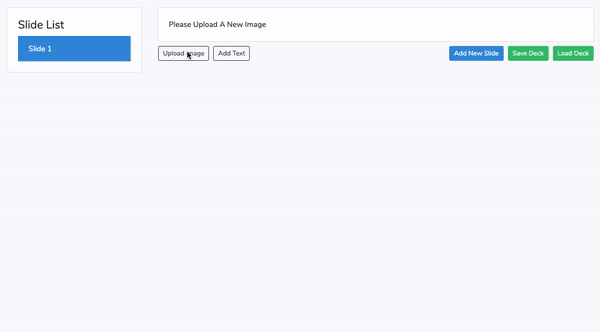 Slide List
Slide 1
Please Upload A New Image
Upload Image
Add Text
Add New Slide
Save Deck
Load Deck